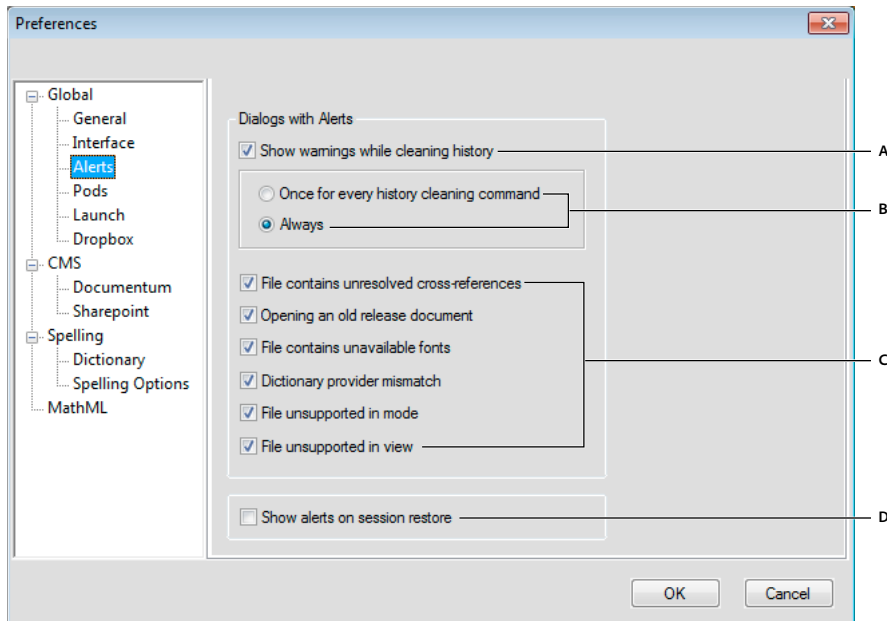 Preferences
Global
General
Interface
Alerts
Pods
Launch
Dropbox
CMS
Documentum
Sharepoint
Spelling
Dictionary
Spelling Options
MathML
Dialogs with Alerts
Show warnings while cleaning history
A
Once for every history cleaning command
B
Always
File contains unresolved cross-references
Opening an old release document
File contains unavailable fonts
C
Dictionary provider mismatch
File unsupported in mode
File unsupported in view
Show alerts on session restore
D
OK
Cancel